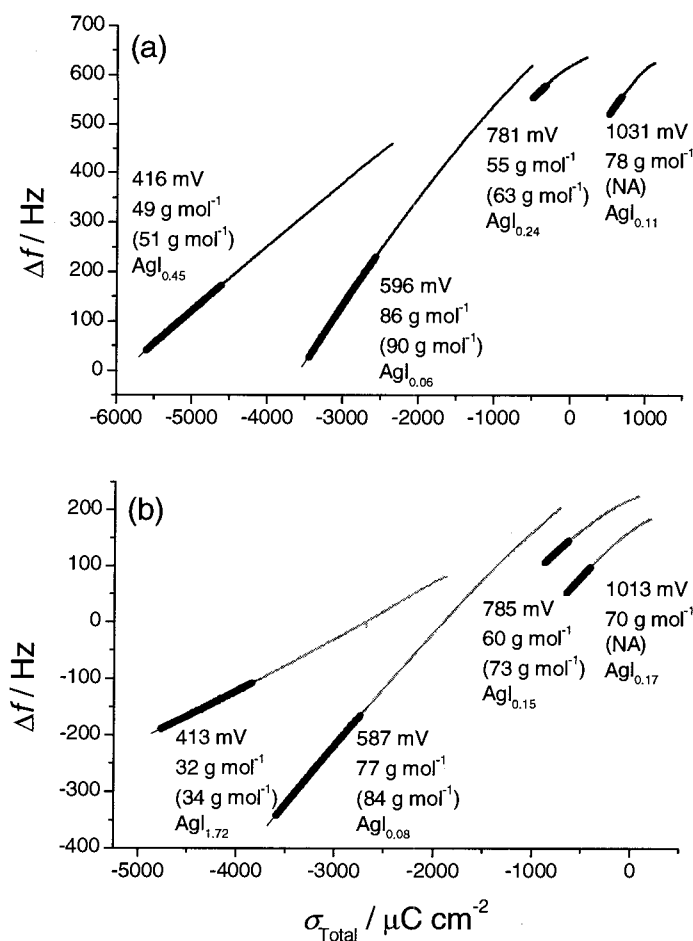 (a)
600
500
400
300
200
100
0
Δf / Hz
416 mV
49 g mol⁻¹
(51 g mol⁻¹)
AgI₀.₄₅
596 mV
86 g mol⁻¹
(90 g mol⁻¹)
AgI₀.₀₆
781 mV
55 g mol⁻¹
(63 g mol⁻¹)
AgI₀.₂₄
1031 mV
78 g mol⁻¹
(NA)
AgI₀.₁₁
-6000 -5000 -4000 -3000 -2000 -1000 0 1000
(b)
200
100
0
-100
-200
-300
-400
Δf / Hz
413 mV
32 g mol⁻¹
(34 g mol⁻¹)
AgI₁.₇₂
587 mV
77 g mol⁻¹
(84 g mol⁻¹)
AgI₀.₀₈
785 mV
60 g mol⁻¹
(73 g mol⁻¹)
AgI₀.₁₅
1013 mV
70 g mol⁻¹
(NA)
AgI₀.₁₇
-5000 -4000 -3000 -2000 -1000 0
σTotal / μC cm⁻²